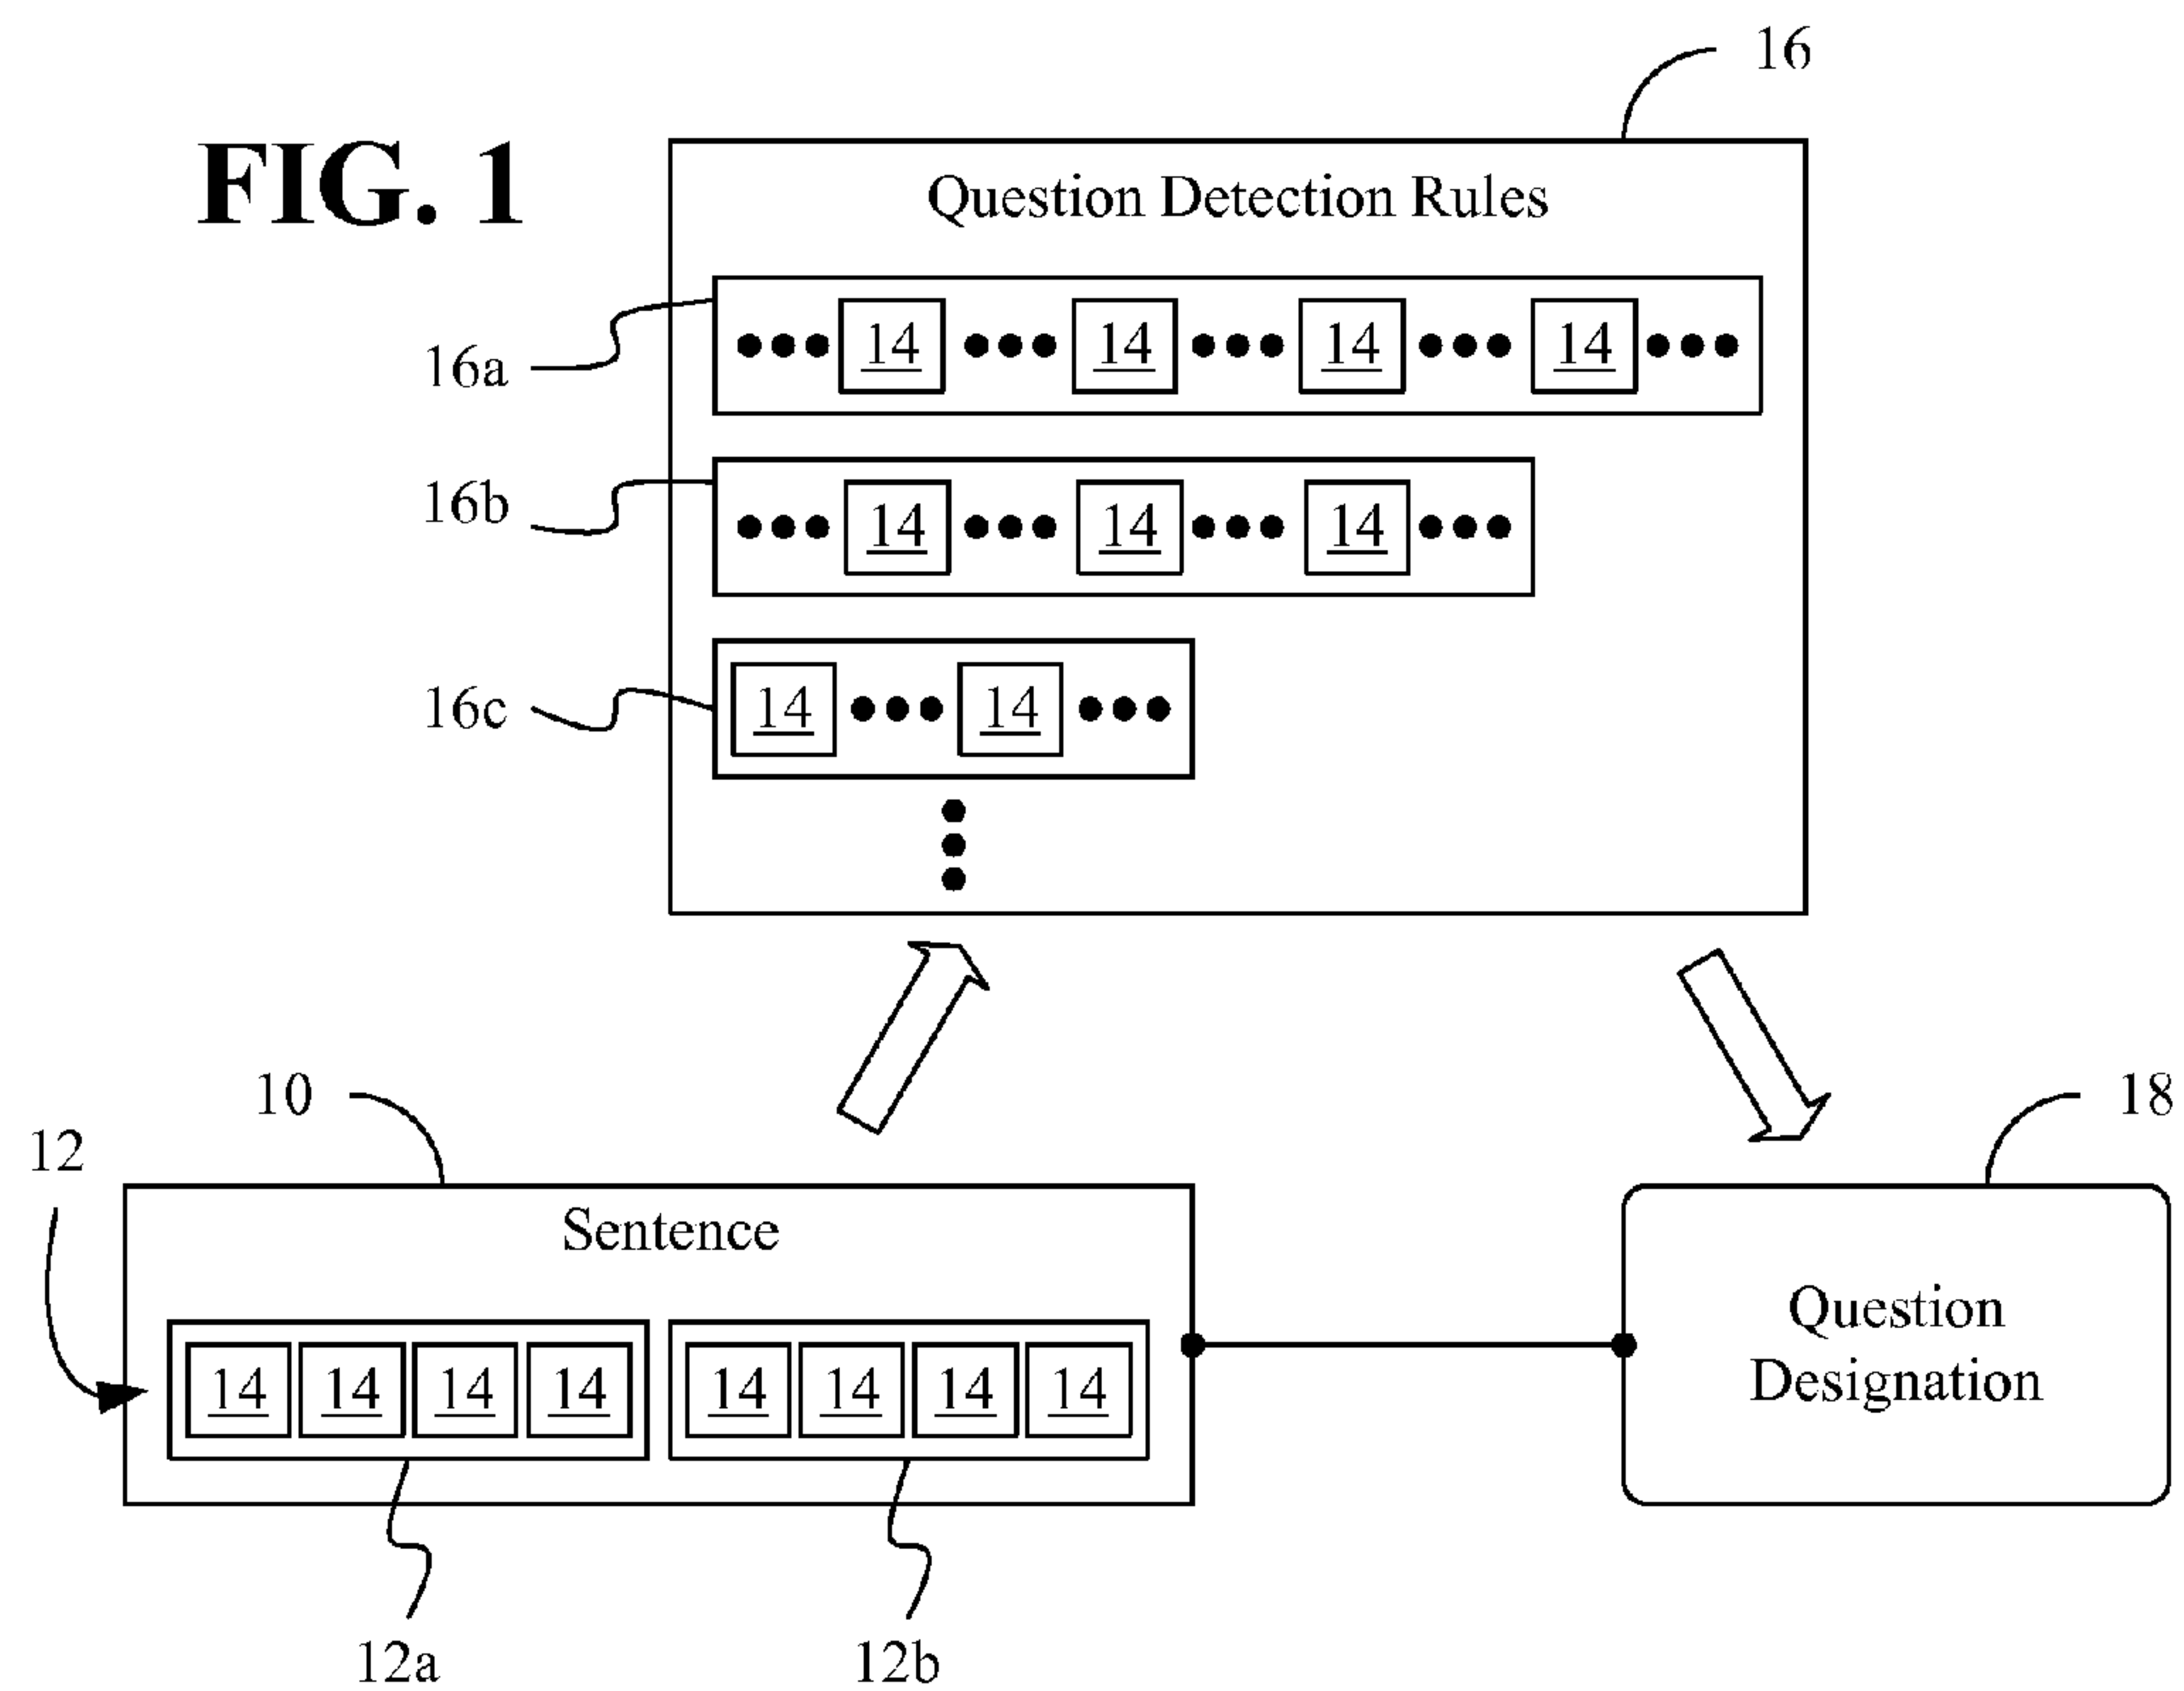 16
FIG. 1
Question Detection Rules
16a
14 14 14 14
16b
14 14 14
16c
14 14
10
18
12
Sentence
Question
Designation
14 14 14 14 14 14 14 14
12a
12b